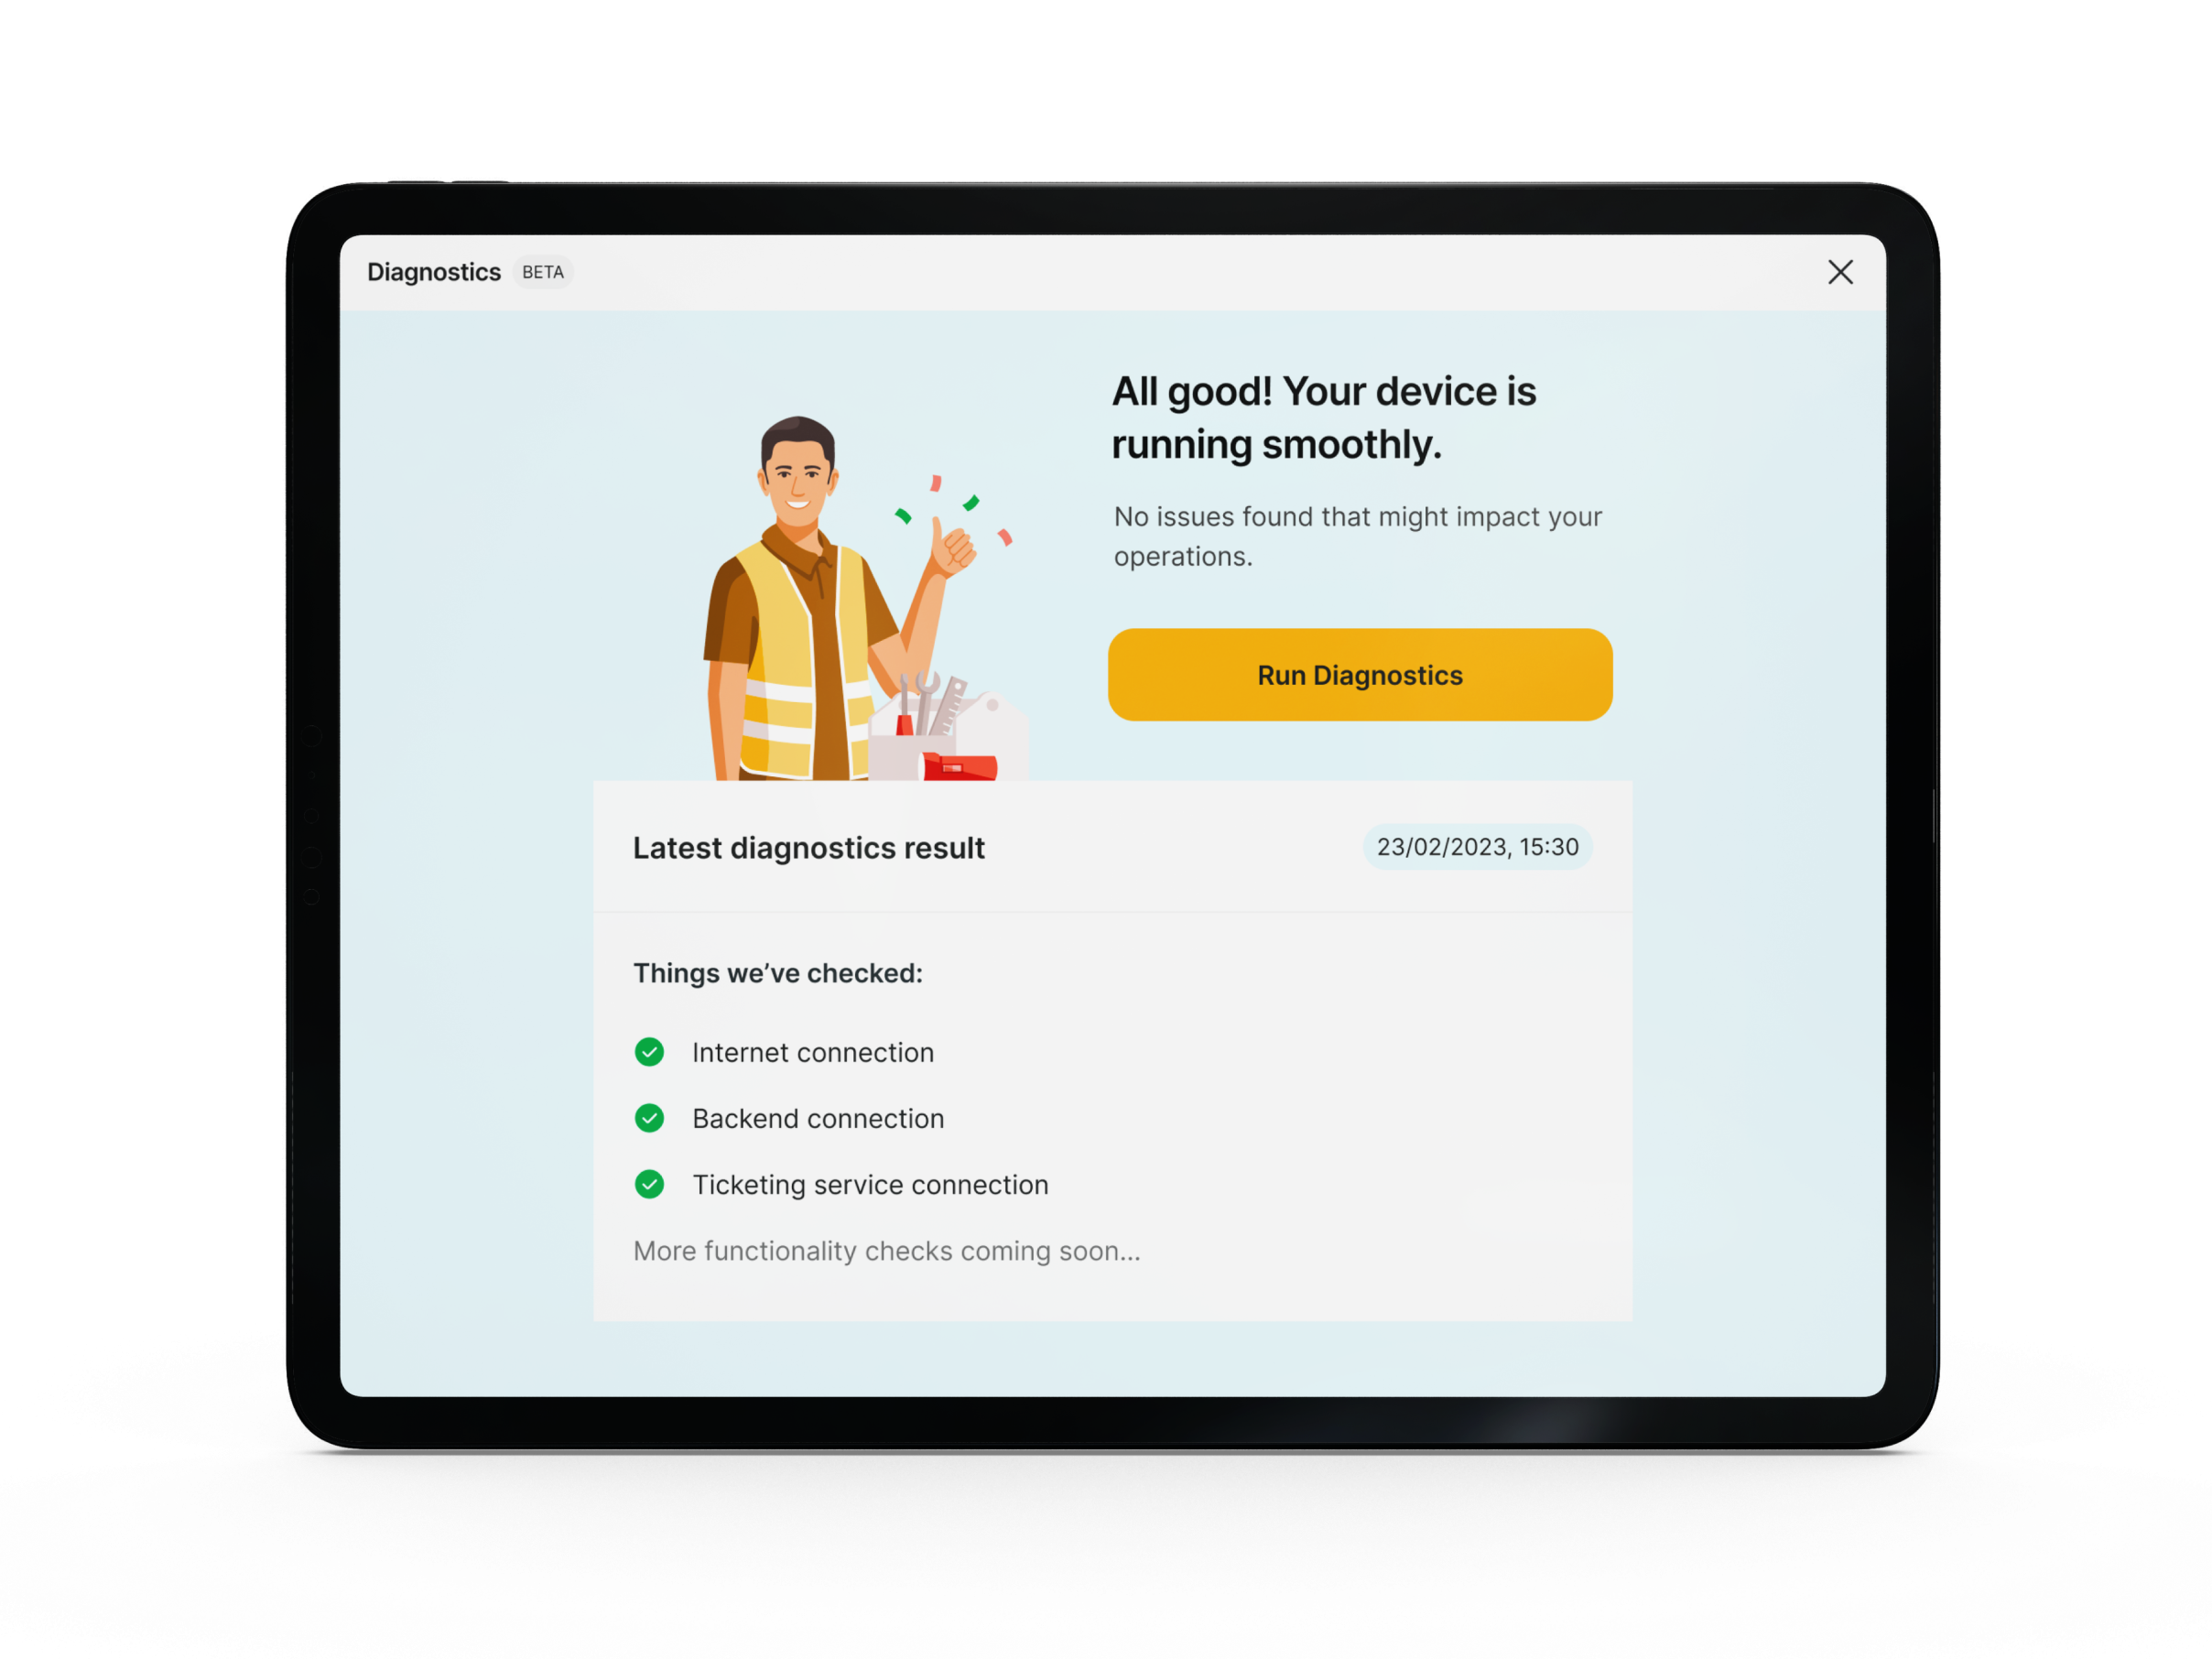 Diagnostics BETA
All good! Your device is
running smoothly.
No issues found that might impact your
operations.
Run Diagnostics
Latest diagnostics result 23/02/2023, 15:30
Things we’ve checked:
Internet connection
Backend connection
Ticketing service connection
More functionality checks coming soon...